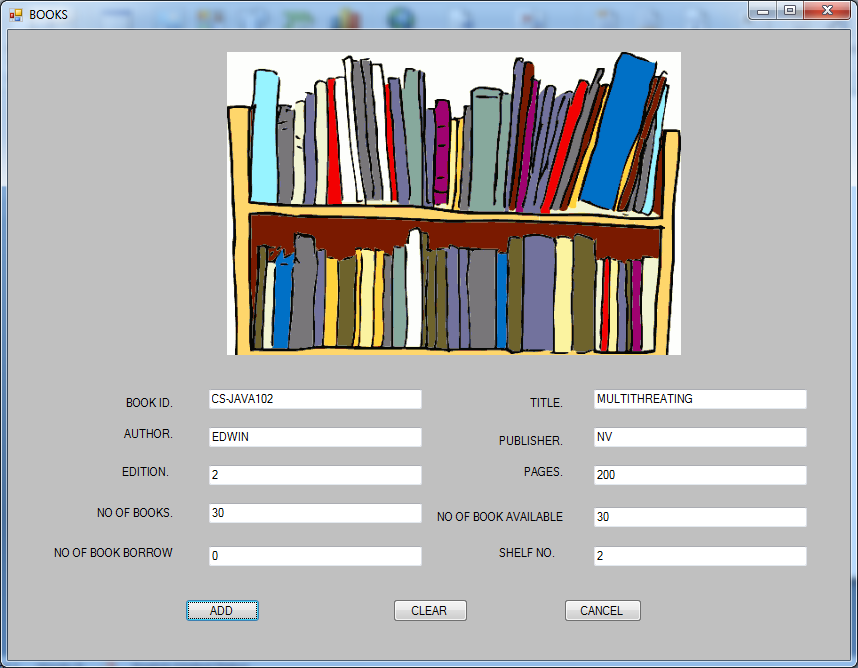 BOOKS
BOOK ID. CS-JAVA102 TITLE. MULTITHREATING
AUTHOR. EDWIN PUBLISHER. NV
EDITION. 2 PAGES. 200
NO OF BOOKS. 30 NO OF BOOK AVAILABLE 30
NO OF BOOK BORROW 0 SHELF NO. 2
ADD CLEAR CANCEL